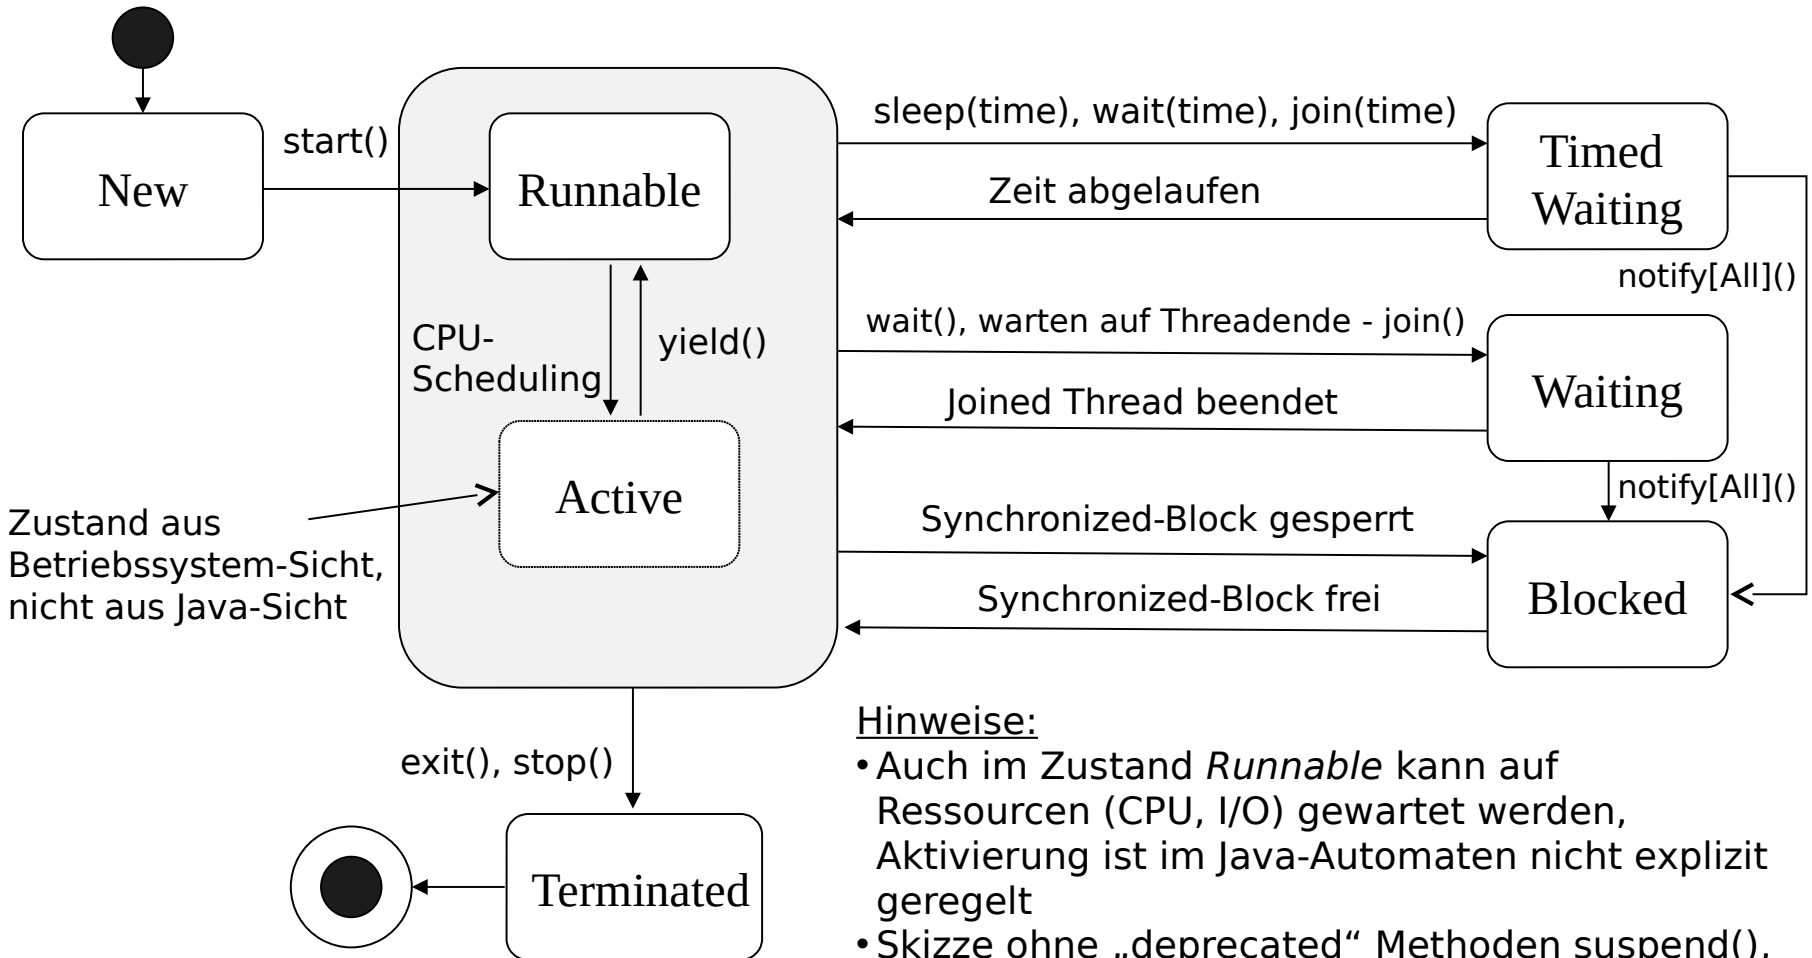 New
start()
Runnable
CPU-
Scheduling
yield()
Active
Zustand aus
Betriebssystem-Sicht,
nicht aus Java-Sicht
sleep(time), wait(time), join(time)
Zeit abgelaufen
Timed
Waiting
notify[All]()
wait(), warten auf Threadende - join()
Joined Thread beendet
Waiting
notify[All]()
Synchronized-Block gesperrt
Synchronized-Block frei
Blocked
exit(), stop()
Terminated
Hinweise:
• Auch im Zustand Runnable kann auf
Ressourcen (CPU, I/O) gewartet werden,
Aktivierung ist im Java-Automaten nicht explizit
geregelt
• Skizze ohne „deprecated“ Methoden suspend(),